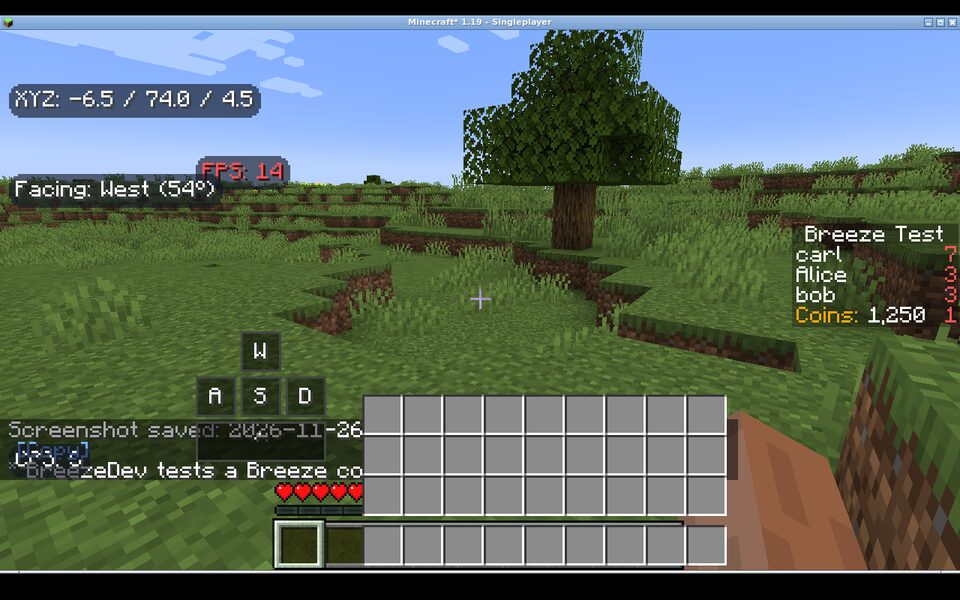 Minecraft* 1.19 - Singleplayer
XYZ: -6.5 / 74.0 / 4.5
FPS: 14
Facing: West (54°)
Breeze Test
carl 7
Alice 3
bob 3
Coins: 1,250 1
W
A S D
Screenshot saved: 2026-11-26
[Copy]
* BreezeDev tests a Breeze co